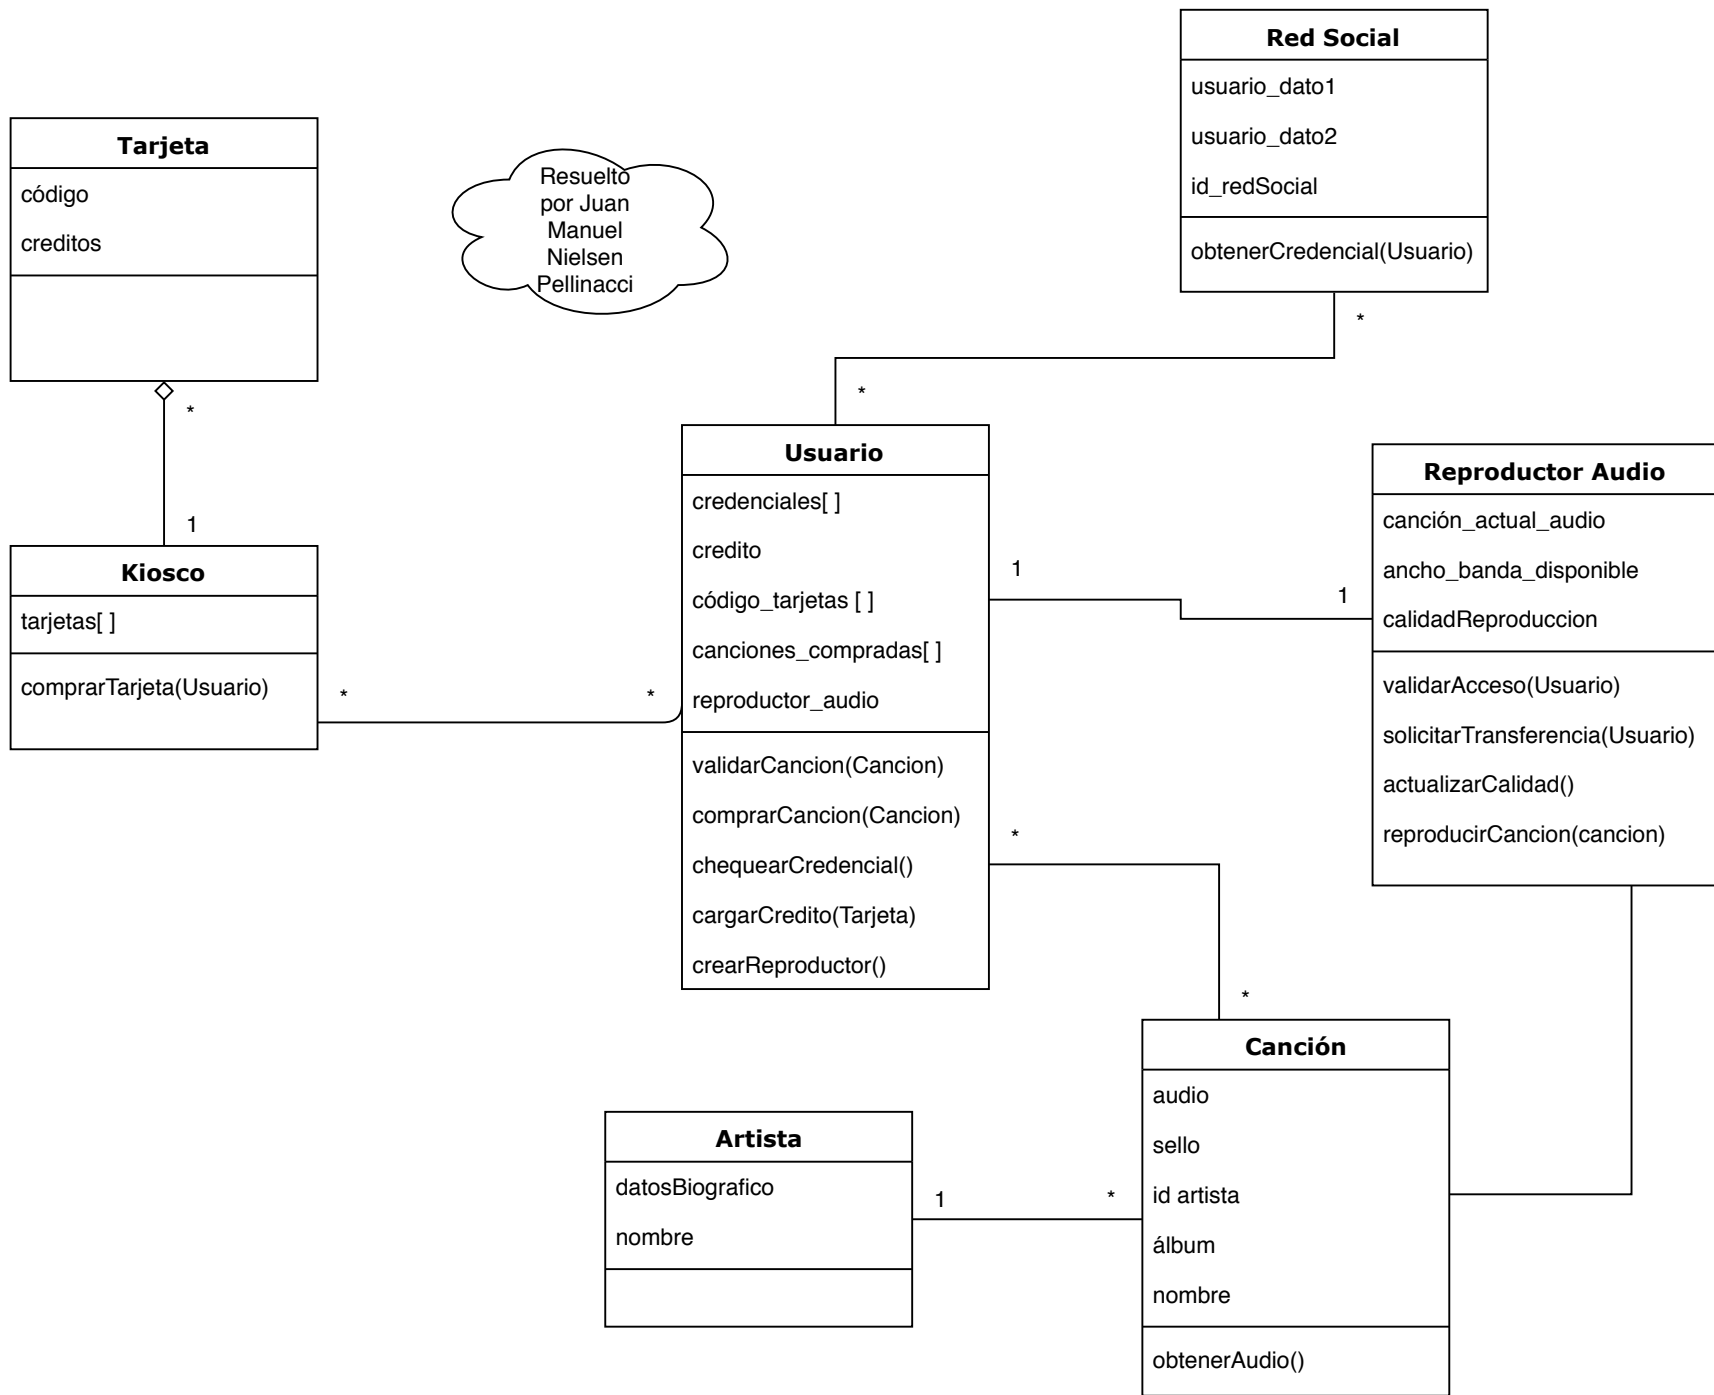 Red Social
usuario_dato1
usuario_dato2
id_redSocial
obtenerCredencial(Usuario)
*
Tarjeta
código
creditos
*
1
Resuelto
por Juan
Manuel
Nielsen
Pellinacci
Kiosco
tarjetas[ ]
comprarTarjeta(Usuario)
*
*
*
Usuario
credenciales[ ]
credito
código_tarjetas [ ]
canciones_compradas[ ]
reproductor_audio
validarCancion(Cancion)
comprarCancion(Cancion)
chequearCredencial()
cargarCredito(Tarjeta)
crearReproductor()
1
1
Reproductor Audio
canción_actual_audio
ancho_banda_disponible
calidadReproduccion
validarAcceso(Usuario)
solicitarTransferencia(Usuario)
actualizarCalidad()
reproducirCancion(cancion)
*
*
Canción
audio
sello
id artista
álbum
nombre
obtenerAudio()
Artista
datosBiografico
nombre
1
*